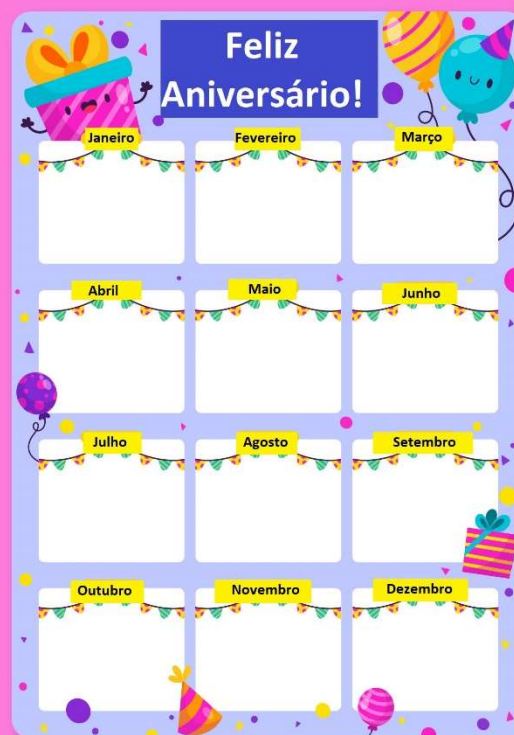 Feliz
Aniversário!
Janeiro
Fevereiro
Março
Abril
Maio
Junho
Julho
Agosto
Setembro
Outubro
Novembro
Dezembro